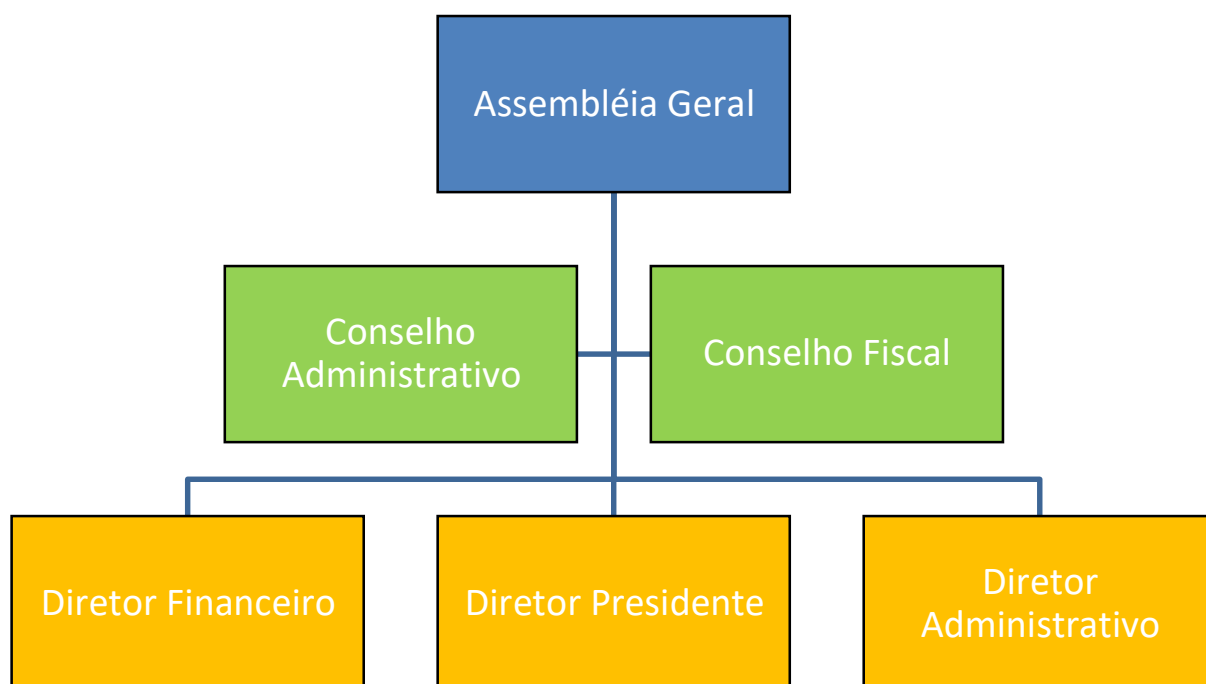 Assembléia Geral
Conselho
Administrativo
Conselho Fiscal
Diretor Financeiro
Diretor Presidente
Diretor
Administrativo